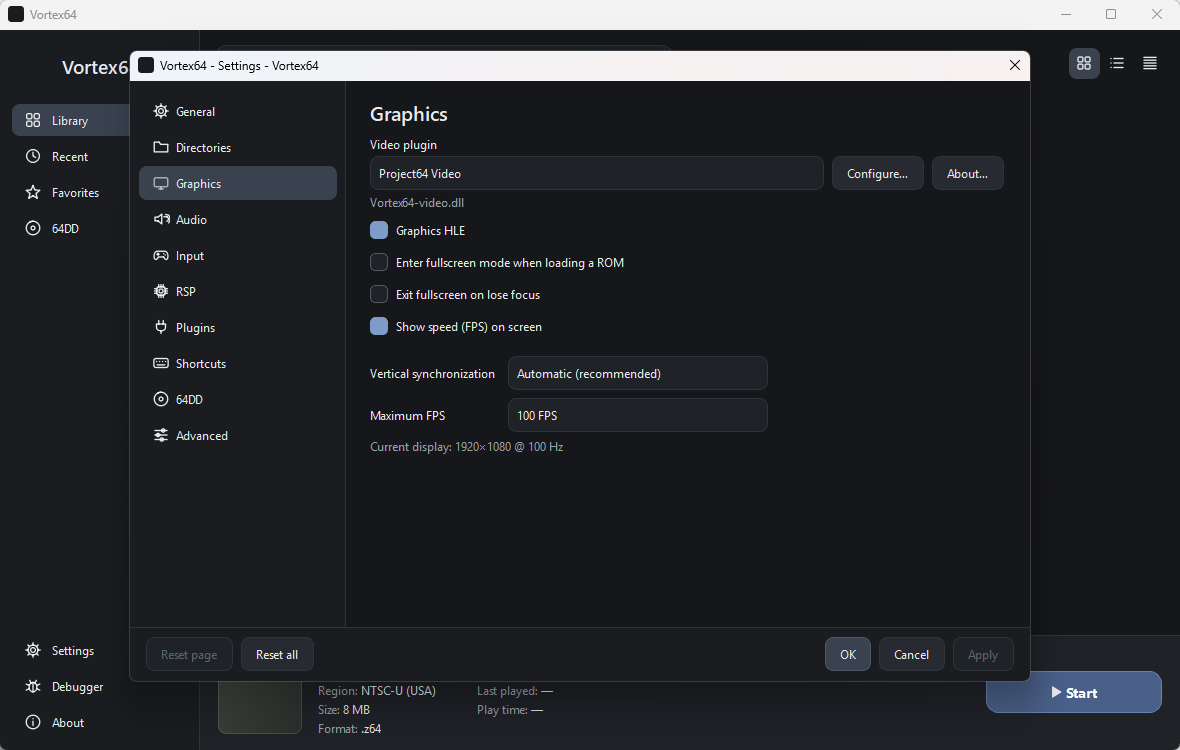 Vortex64
Vortex6
Library
Recent
Favorites
64DD
Settings
Debugger
About
Vortex64 - Settings - Vortex64
General
Directories
Graphics
Audio
Input
RSP
Plugins
Shortcuts
64DD
Advanced
Graphics
Video plugin
Project64 Video
Configure...
About...
Vortex64-video.dll
Graphics HLE
Enter fullscreen mode when loading a ROM
Exit fullscreen on lose focus
Show speed (FPS) on screen
Vertical synchronization
Automatic (recommended)
Maximum FPS
100 FPS
Current display: 1920×1080 @ 100 Hz
Reset page
Reset all
OK
Cancel
Apply
Region: NTSC-U (USA)
Size: 8 MB
Format: .z64
Last played: —
Play time: —
Start